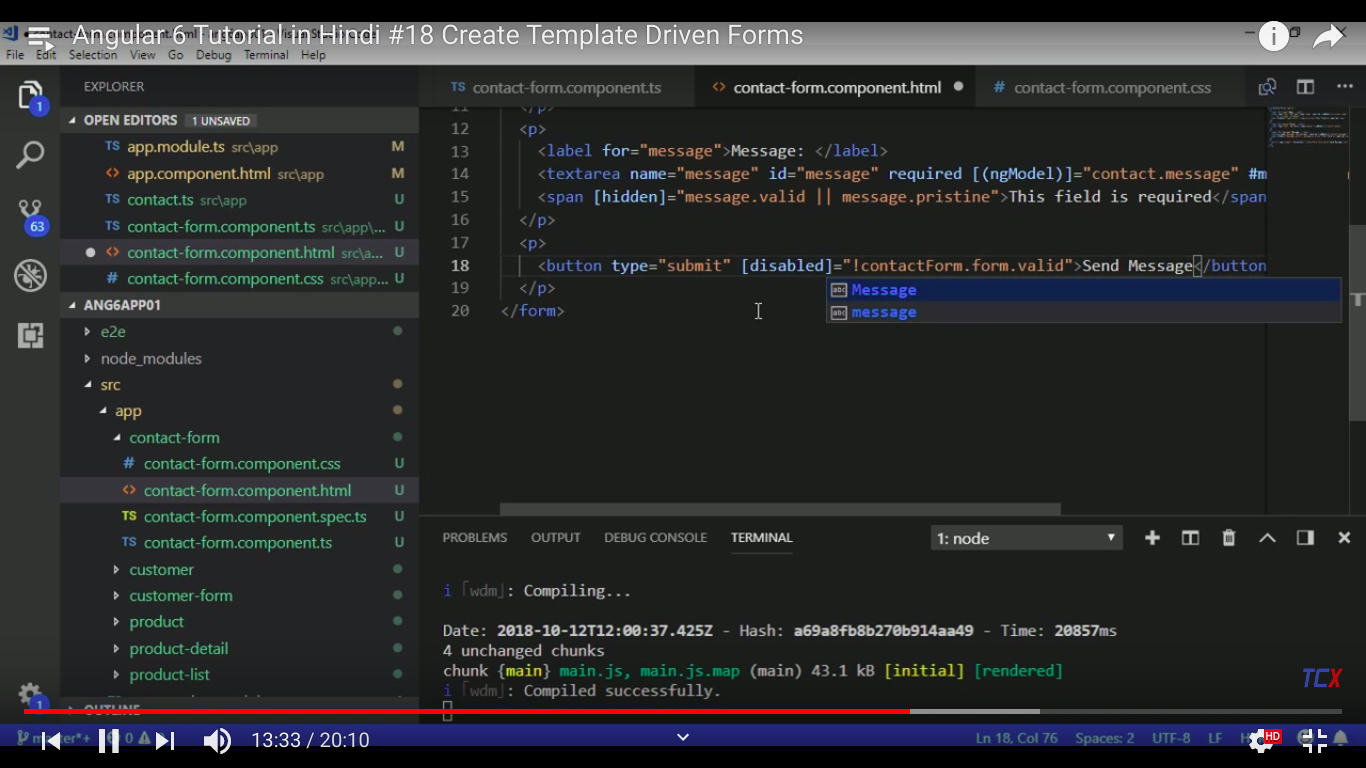 Angular 6 Tutorial in Hindi #18 Create Template Driven Forms
File Edit Selection View Go Debug Terminal Help
EXPLORER
OPEN EDITORS 1 UNSAVED
TS app.module.ts src\app M
<> app.component.html src\app M
TS contact.ts src\app U
TS contact-form.component.ts src\app\... U
<> contact-form.component.html src\a... U
# contact-form.component.css src\app... U
ANG6APP01
e2e
node_modules
src
app
contact-form
# contact-form.component.css U
<> contact-form.component.html U
TS contact-form.component.spec.ts U
TS contact-form.component.ts U
customer
customer-form
product
product-detail
product-list
OUTLINE
1
63
1
TS contact-form.component.ts
<> contact-form.component.html
# contact-form.component.css
11 </p>
12 <p>
13 <label for="message">Message: </label>
14 <textarea name="message" id="message" required [(ngModel)]="contact.message" #m
15 <span [hidden]="message.valid || message.pristine">This field is required</span
16 </p>
17 <p>
18 <button type="submit" [disabled]="!contactForm.form.valid">Send Message</button
19 </p>
20 </form>
abc Message
abc message
PROBLEMS OUTPUT DEBUG CONSOLE TERMINAL 1: node
i ｢wdm｣: Compiling...
Date: 2018-10-12T12:00:37.425Z - Hash: a69a8fb8b270b914aa49 - Time: 20857ms
4 unchanged chunks
chunk {main} main.js, main.js.map (main) 43.1 kB [initial] [rendered]
i ｢wdm｣: Compiled successfully.
TCX
13:33 / 20:10
0
Ln 18, Col 76 Spaces: 2 UTF-8 LF
HD